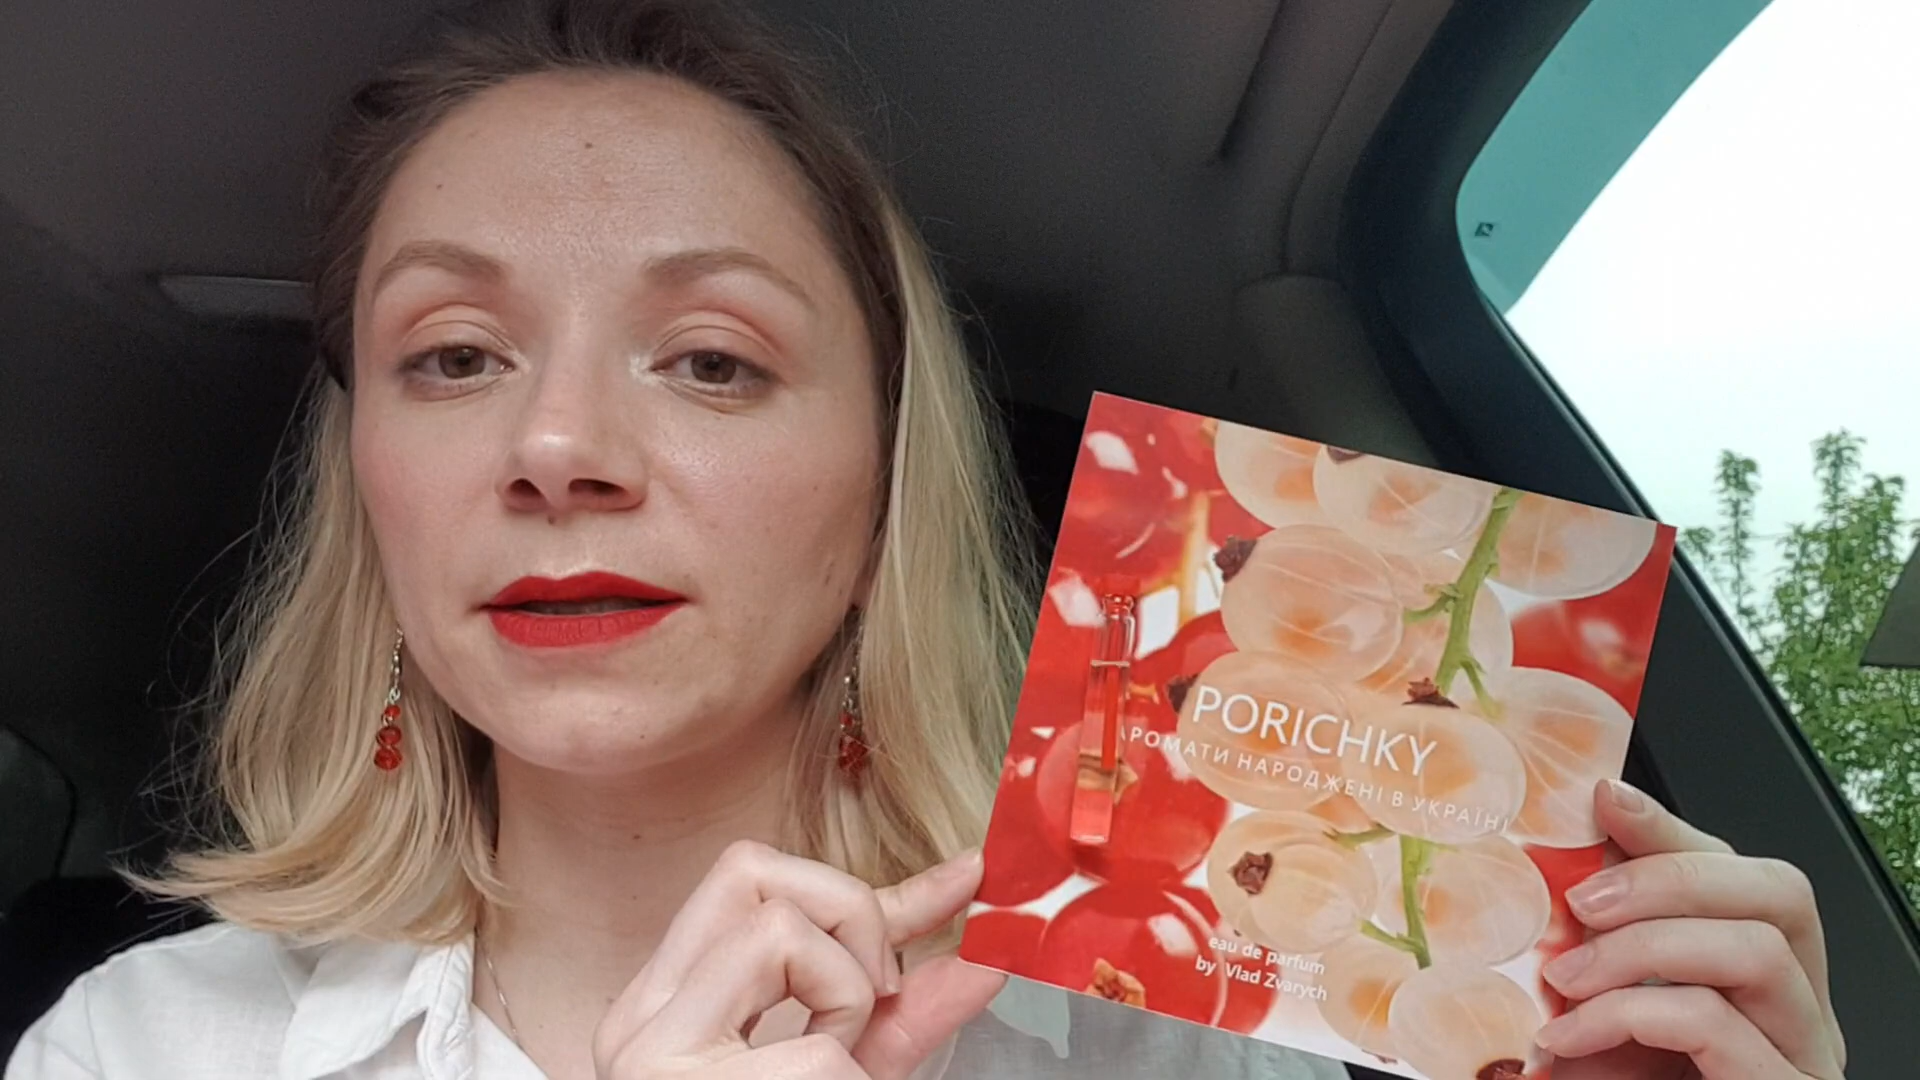 PORICHKY
АРОМАТИ НАРОДЖЕНІ В УКРАЇНІ
eau de parfum
by Vlad Zvarych